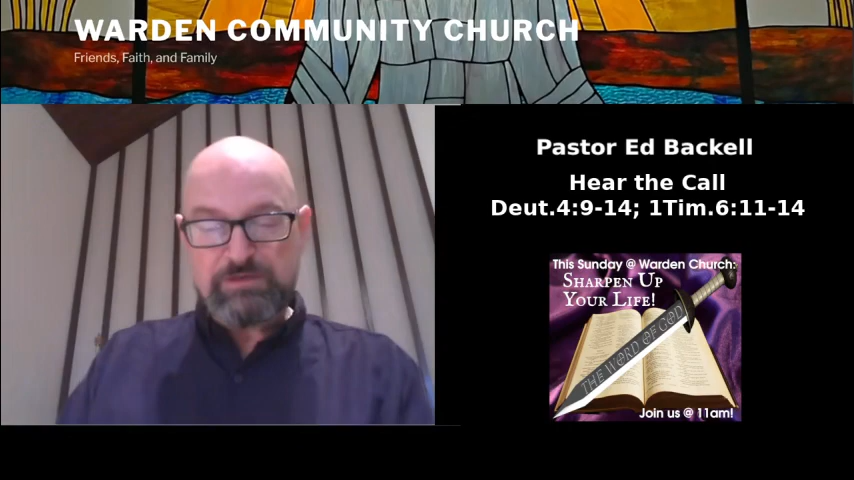 WARDEN COMMUNITY CHURCH
Friends, Faith, and Family
Pastor Ed Backell
Hear the Call
Deut.4:9-14; 1Tim.6:11-14
This Sunday @ Warden Church:
SHARPEN UP
YOUR LIFE!
THE WORD OF GOD
Join us @ 11am!